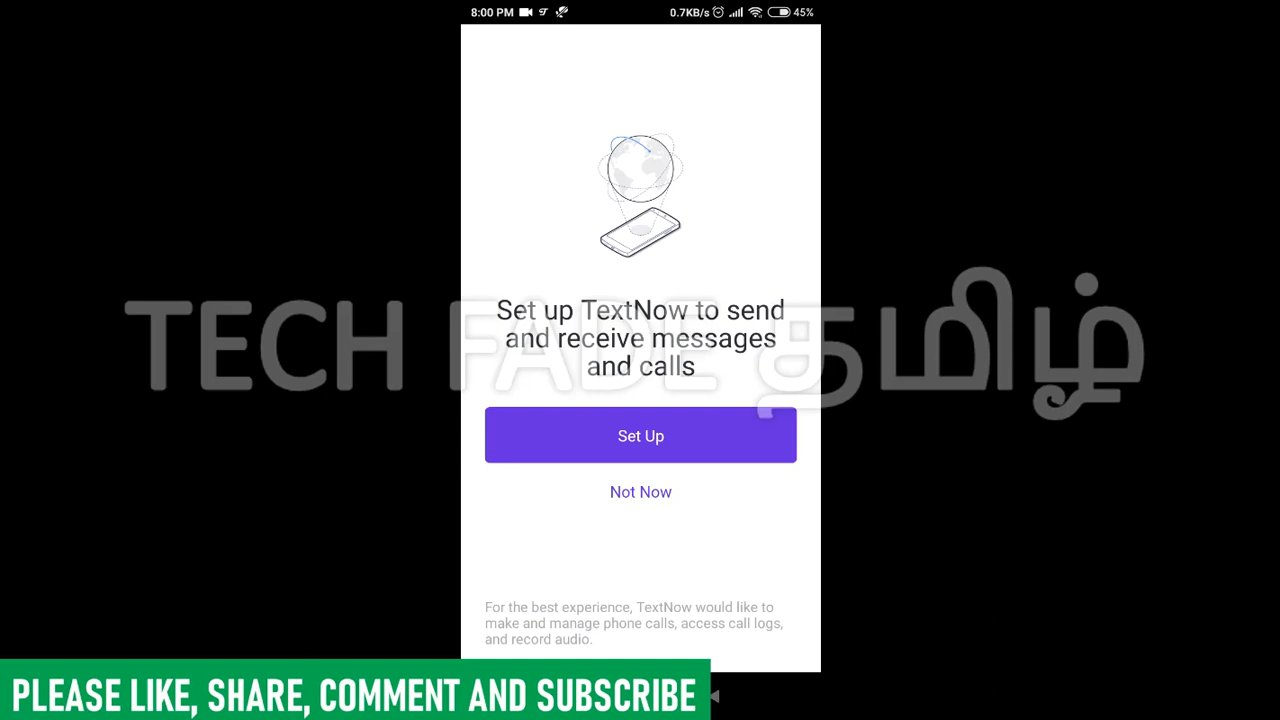 8:00 PM
0.7KB/s
45%
Set up TextNow to send
and receive messages
and calls
TECH FADE தமிழ்
Set Up
Not Now
For the best experience, TextNow would like to
make and manage phone calls, access call logs,
and record audio.
PLEASE LIKE, SHARE, COMMENT AND SUBSCRIBE